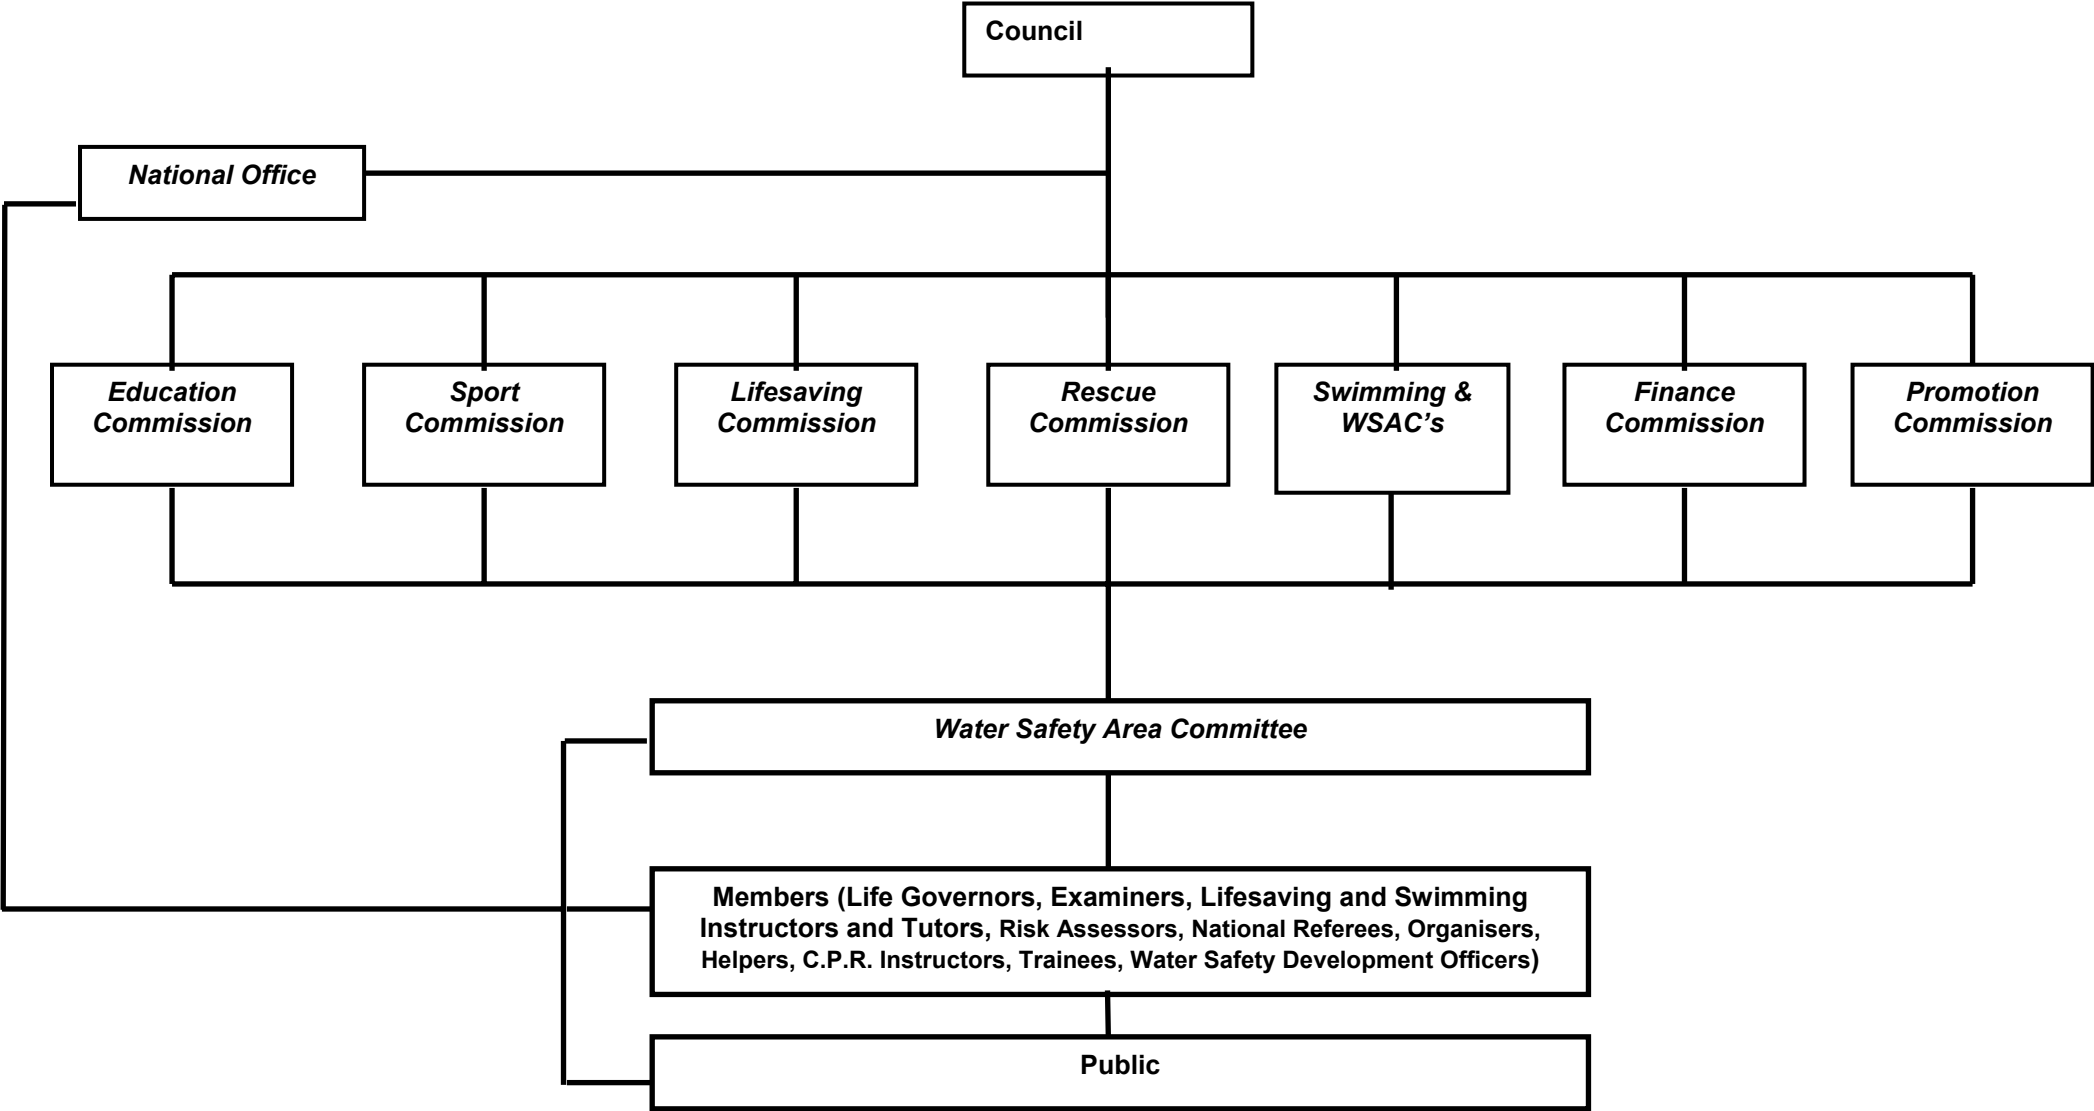 Council
National Office
Education
Commission
Sport
Commission
Lifesaving
Commission
Rescue
Commission
Swimming &
WSAC’s
Finance
Commission
Promotion
Commission
Water Safety Area Committee
Members (Life Governors, Examiners, Lifesaving and Swimming
Instructors and Tutors, Risk Assessors, National Referees, Organisers,
Helpers, C.P.R. Instructors, Trainees, Water Safety Development Officers)
Public